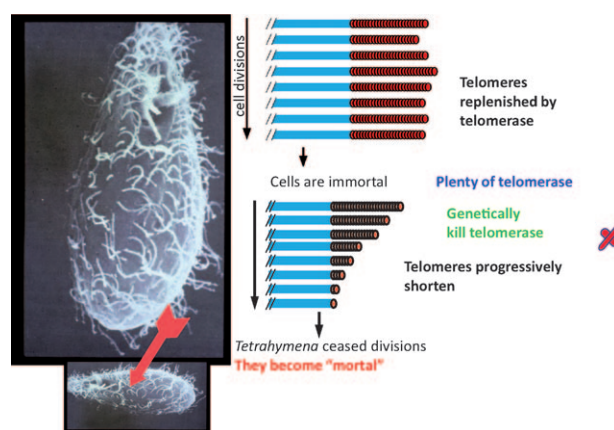 cell divisions
Telomeres
replenished by
telomerase
Cells are immortal
Plenty of telomerase
Genetically
kill telomerase
Telomeres progressively
shorten
Tetrahymena ceased divisions
They become “mortal”